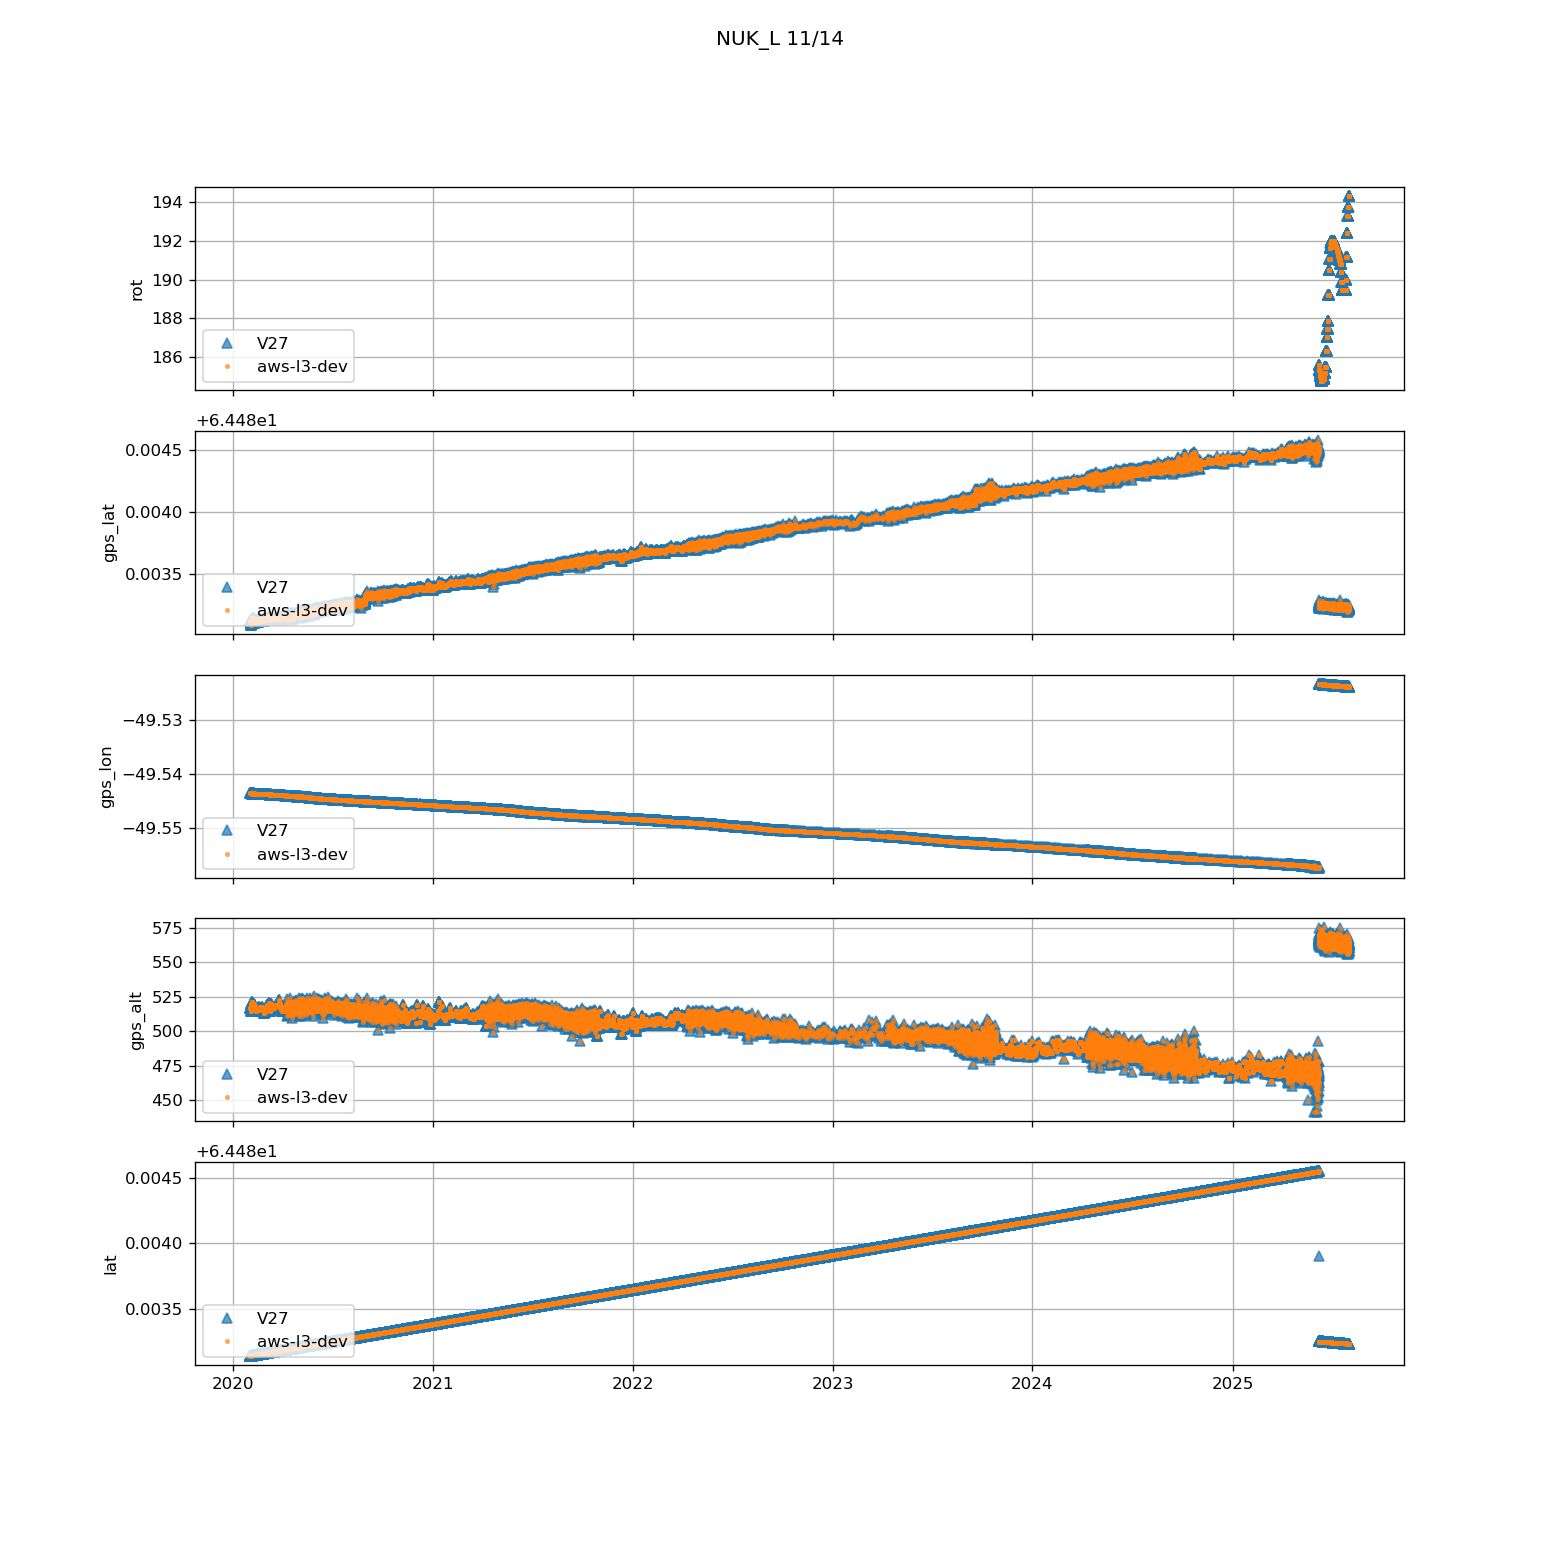 NUK_L 11/14
194
192
190
188
186
rot
V27
aws-l3-dev
+6.448e1
0.0045
0.0040
0.0035
gps_lat
V27
aws-l3-dev
−49.53
−49.54
−49.55
gps_lon
V27
aws-l3-dev
575
550
525
500
475
450
gps_alt
V27
aws-l3-dev
+6.448e1
0.0045
0.0040
0.0035
lat
V27
aws-l3-dev
2020 2021 2022 2023 2024 2025